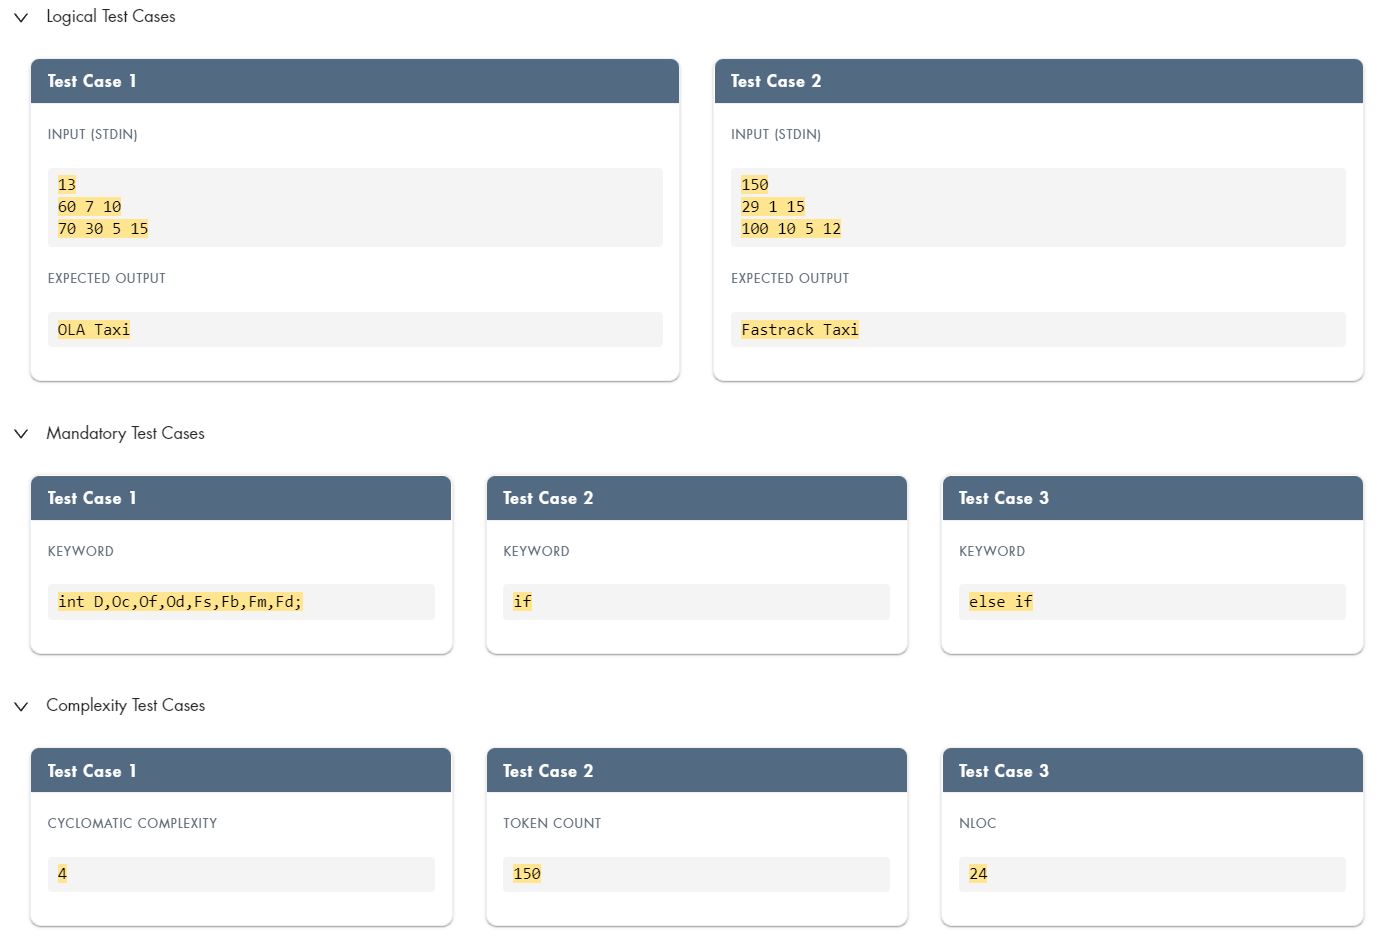 Logical Test Cases
Test Case 1
INPUT (STDIN)
13
60 7 10
70 30 5 15
EXPECTED OUTPUT
OLA Taxi
Test Case 2
INPUT (STDIN)
150
29 1 15
100 10 5 12
EXPECTED OUTPUT
Fastrack Taxi
Mandatory Test Cases
Test Case 1
KEYWORD
int D,Oc,Of,Od,Fs,Fb,Fm,Fd;
Test Case 2
KEYWORD
if
Test Case 3
KEYWORD
else if
Complexity Test Cases
Test Case 1
CYCLOMATIC COMPLEXITY
4
Test Case 2
TOKEN COUNT
150
Test Case 3
NLOC
24